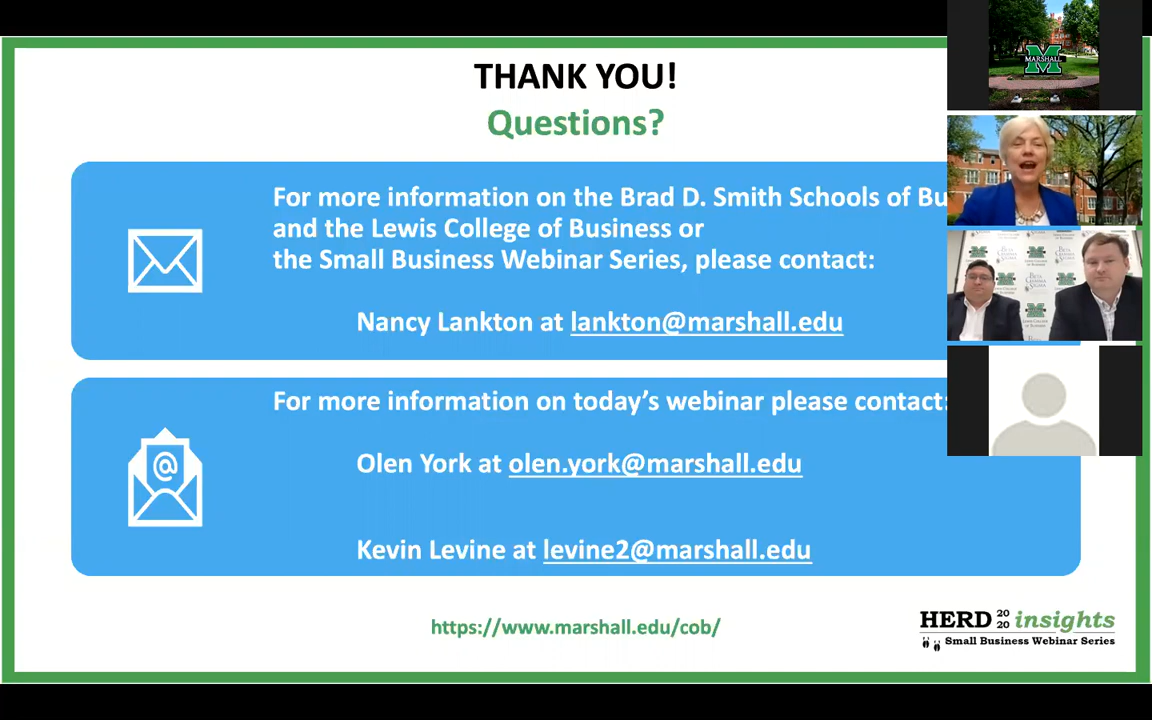 THANK YOU!
Questions?
For more information on the Brad D. Smith Schools of Bu
and the Lewis College of Business or
the Small Business Webinar Series, please contact:
Nancy Lankton at lankton@marshall.edu
For more information on today's webinar please contact:
Olen York at olen.york@marshall.edu
Kevin Levine at levine2@marshall.edu
https://www.marshall.edu/cob/
HERD 2020 insights
Small Business Webinar Series
MARSHALL